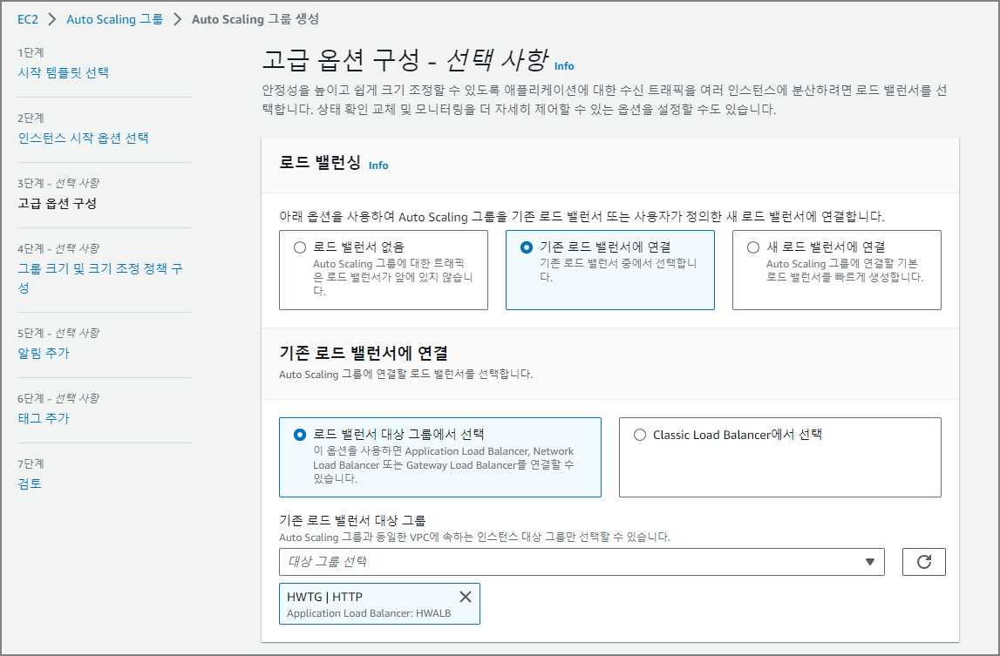 EC2 > Auto Scaling 그룹 > Auto Scaling 그룹 생성
1단계
시작 템플릿 선택
2단계
인스턴스 시작 옵션 선택
3단계 - 선택 사항
고급 옵션 구성
4단계 - 선택 사항
그룹 크기 및 크기 조정 정책 구
성
5단계 - 선택 사항
알림 추가
6단계 - 선택 사항
태그 추가
7단계
검토
고급 옵션 구성 - 선택 사항 Info
안정성을 높이고 쉽게 크기 조정할 수 있도록 애플리케이션에 대한 수신 트래픽을 여러 인스턴스에 분산하려면 로드 밸런서를 선
택합니다. 상태 확인 교체 및 모니터링을 더 자세히 제어할 수 있는 옵션을 설정할 수도 있습니다.
로드 밸런싱 Info
아래 옵션을 사용하여 Auto Scaling 그룹을 기존 로드 밸런서 또는 사용자가 정의한 새 로드 밸런서에 연결합니다.
로드 밸런서 없음
Auto Scaling 그룹에 대한 트래픽
은 로드 밸런서가 앞에 있지 않습니
다.
기존 로드 밸런서에 연결
기존 로드 밸런서 중에서 선택합니
다.
새 로드 밸런서에 연결
Auto Scaling 그룹에 연결할 기본
로드 밸런서를 빠르게 생성합니다.
기존 로드 밸런서에 연결
Auto Scaling 그룹에 연결할 로드 밸런서를 선택합니다.
로드 밸런서 대상 그룹에서 선택
이 옵션을 사용하면 Application Load Balancer, Network
Load Balancer 또는 Gateway Load Balancer를 연결할 수
있습니다.
Classic Load Balancer에서 선택
기존 로드 밸런서 대상 그룹
Auto Scaling 그룹과 동일한 VPC에 속하는 인스턴스 대상 그룹만 선택할 수 있습니다.
대상 그룹 선택
HWTG | HTTP
Application Load Balancer: HWALB